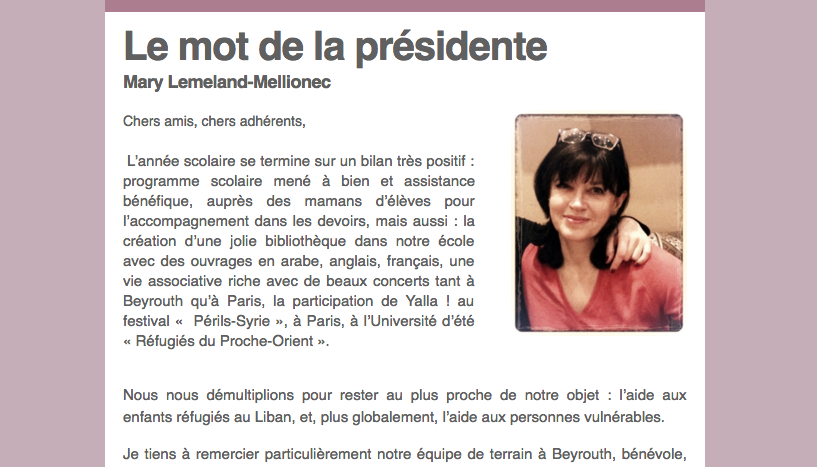 Le mot de la présidente
Mary Lemeland-Mellionec
Chers amis, chers adhérents,
L'année scolaire se termine sur un bilan très positif :
programme scolaire mené à bien et assistance
bénéfique, auprès des mamans d'élèves pour
l'accompagnement dans les devoirs, mais aussi : la
création d'une jolie bibliothèque dans notre école
avec des ouvrages en arabe, anglais, français, une
vie associative riche avec de beaux concerts tant à
Beyrouth qu'à Paris, la participation de Yalla ! au
festival «  Périls-Syrie », à Paris, à l'Université d'été
« Réfugiés du Proche-Orient ».
Nous nous démultiplions pour rester au plus proche de notre objet : l'aide aux
enfants réfugiés au Liban, et, plus globalement, l'aide aux personnes vulnérables.
Je tiens à remercier particulièrement notre équipe de terrain à Beyrouth, bénévole,